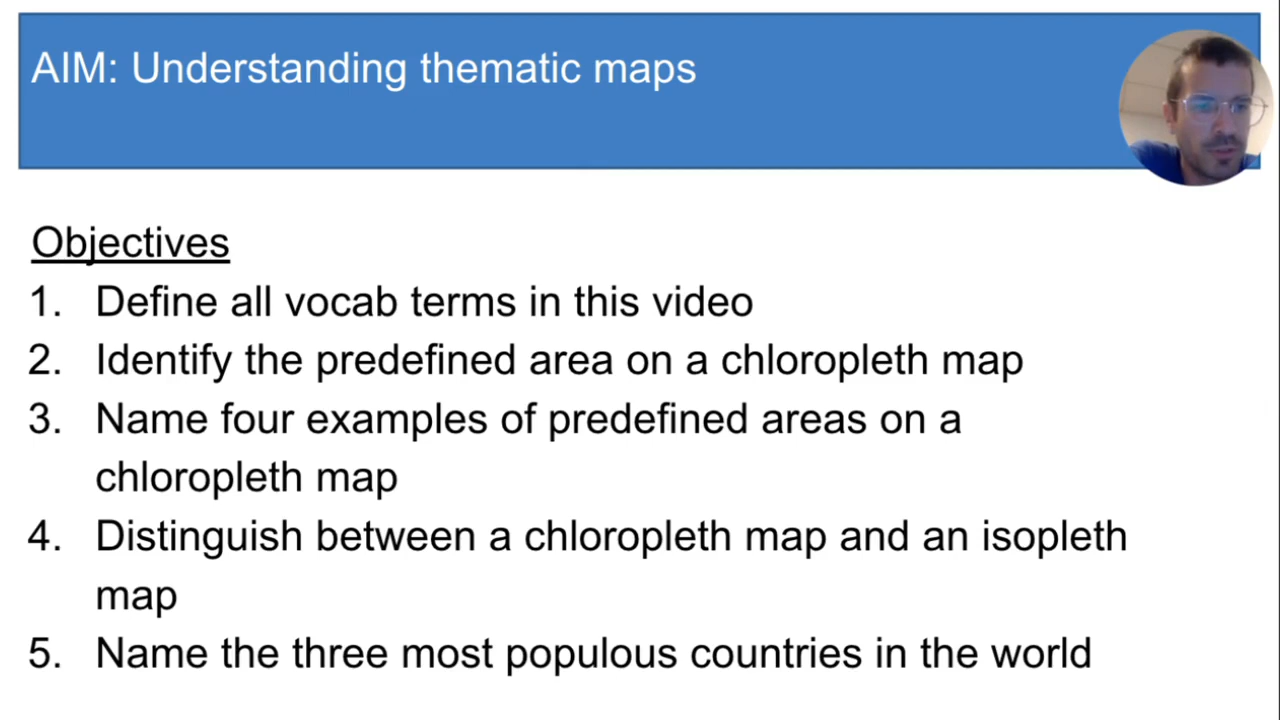 AIM: Understanding thematic maps
Objectives
1. Define all vocab terms in this video
2. Identify the predefined area on a chloropleth map
3. Name four examples of predefined areas on a
chloropleth map
4. Distinguish between a chloropleth map and an isopleth
map
5. Name the three most populous countries in the world